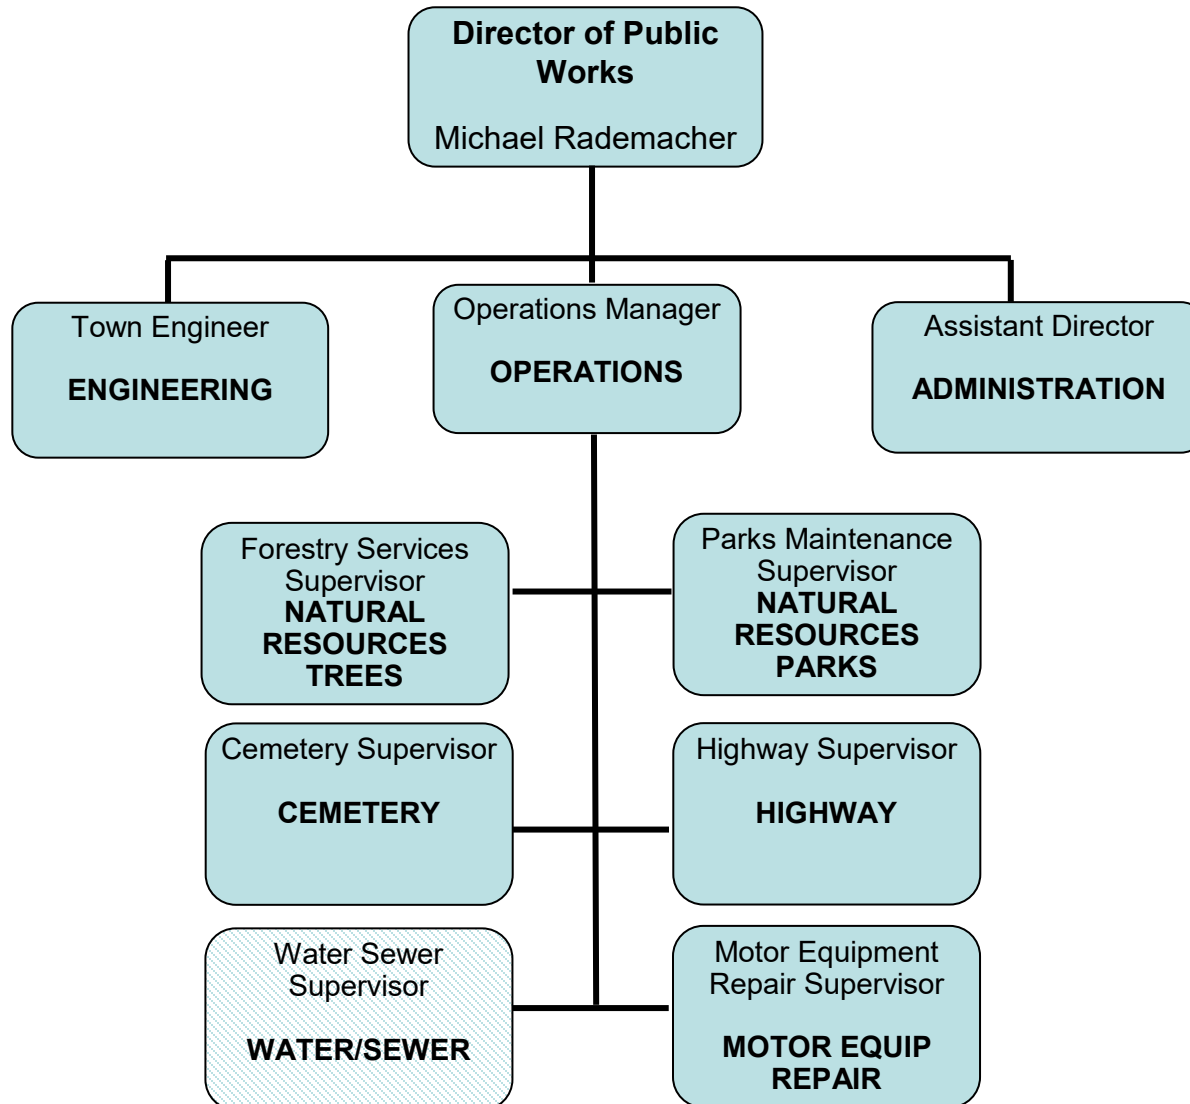 Director of Public
Works
Michael Rademacher
Town Engineer
ENGINEERING
Operations Manager
OPERATIONS
Assistant Director
ADMINISTRATION
Forestry Services
Supervisor
NATURAL
RESOURCES
TREES
Parks Maintenance
Supervisor
NATURAL
RESOURCES
PARKS
Cemetery Supervisor
CEMETERY
Highway Supervisor
HIGHWAY
Water Sewer
Supervisor
WATER/SEWER
Motor Equipment
Repair Supervisor
MOTOR EQUIP
REPAIR